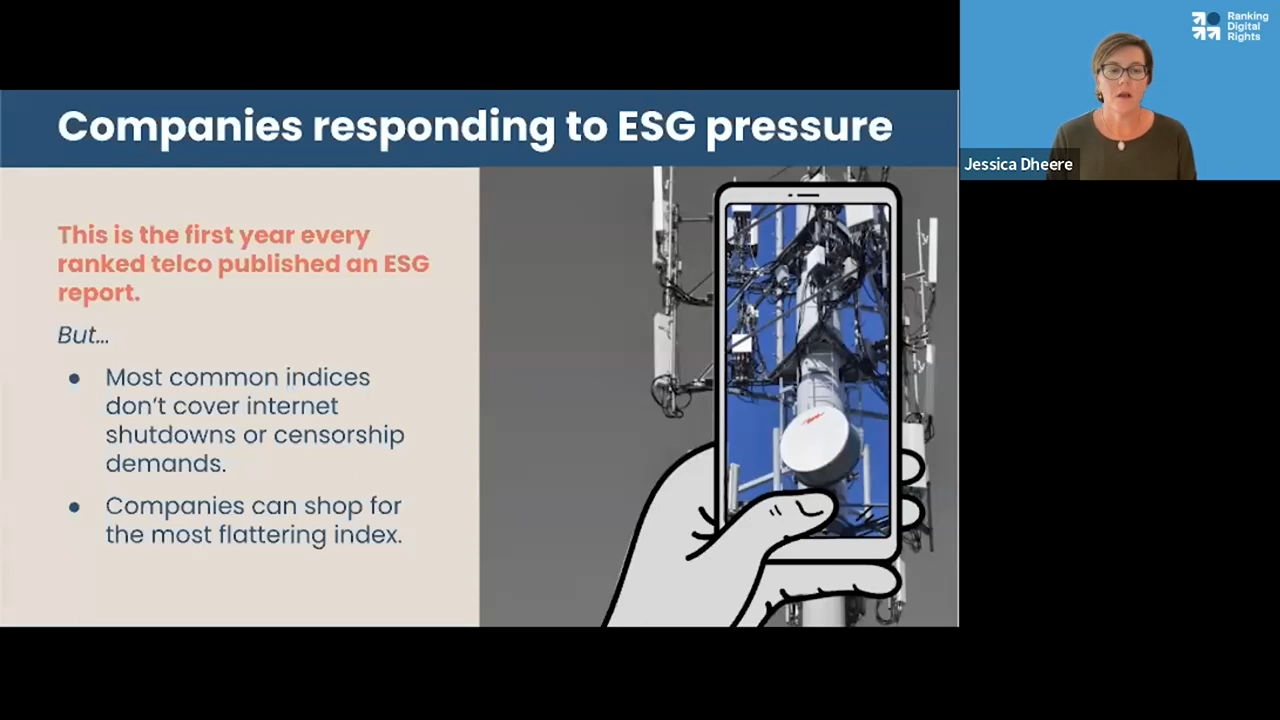 Companies responding to ESG pressure
This is the first year every
ranked telco published an ESG
report.
But...
● Most common indices
don't cover internet
shutdowns or censorship
demands.
● Companies can shop for
the most flattering index.
Ranking
Digital
Rights
Jessica Dheere